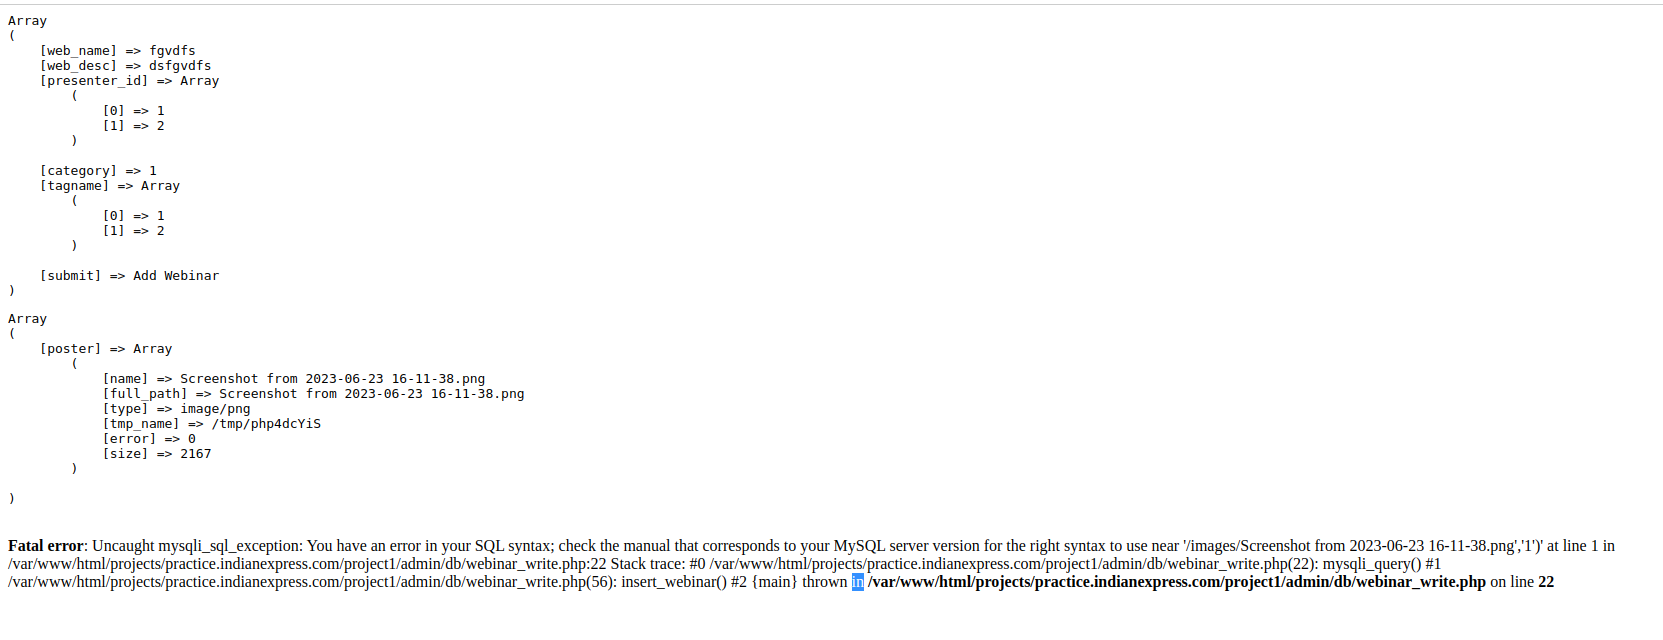 Array
(
    [web_name] => fgvdfs
    [web_desc] => dsfgvdfs
    [presenter_id] => Array
        (
            [0] => 1
            [1] => 2
        )
    [category] => 1
    [tagname] => Array
        (
            [0] => 1
            [1] => 2
        )
    [submit] => Add Webinar
)
Array
(
    [poster] => Array
        (
            [name] => Screenshot from 2023-06-23 16-11-38.png
            [full_path] => Screenshot from 2023-06-23 16-11-38.png
            [type] => image/png
            [tmp_name] => /tmp/php4dcYiS
            [error] => 0
            [size] => 2167
        )
)
Fatal error: Uncaught mysqli_sql_exception: You have an error in your SQL syntax; check the manual that corresponds to your MySQL server version for the right syntax to use near '/images/Screenshot from 2023-06-23 16-11-38.png','1')' at line 1 in
/var/www/html/projects/practice.indianexpress.com/project1/admin/db/webinar_write.php:22 Stack trace: #0 /var/www/html/projects/practice.indianexpress.com/project1/admin/db/webinar_write.php(22): mysqli_query() #1
/var/www/html/projects/practice.indianexpress.com/project1/admin/db/webinar_write.php(56): insert_webinar() #2 {main} thrown in /var/www/html/projects/practice.indianexpress.com/project1/admin/db/webinar_write.php on line 22